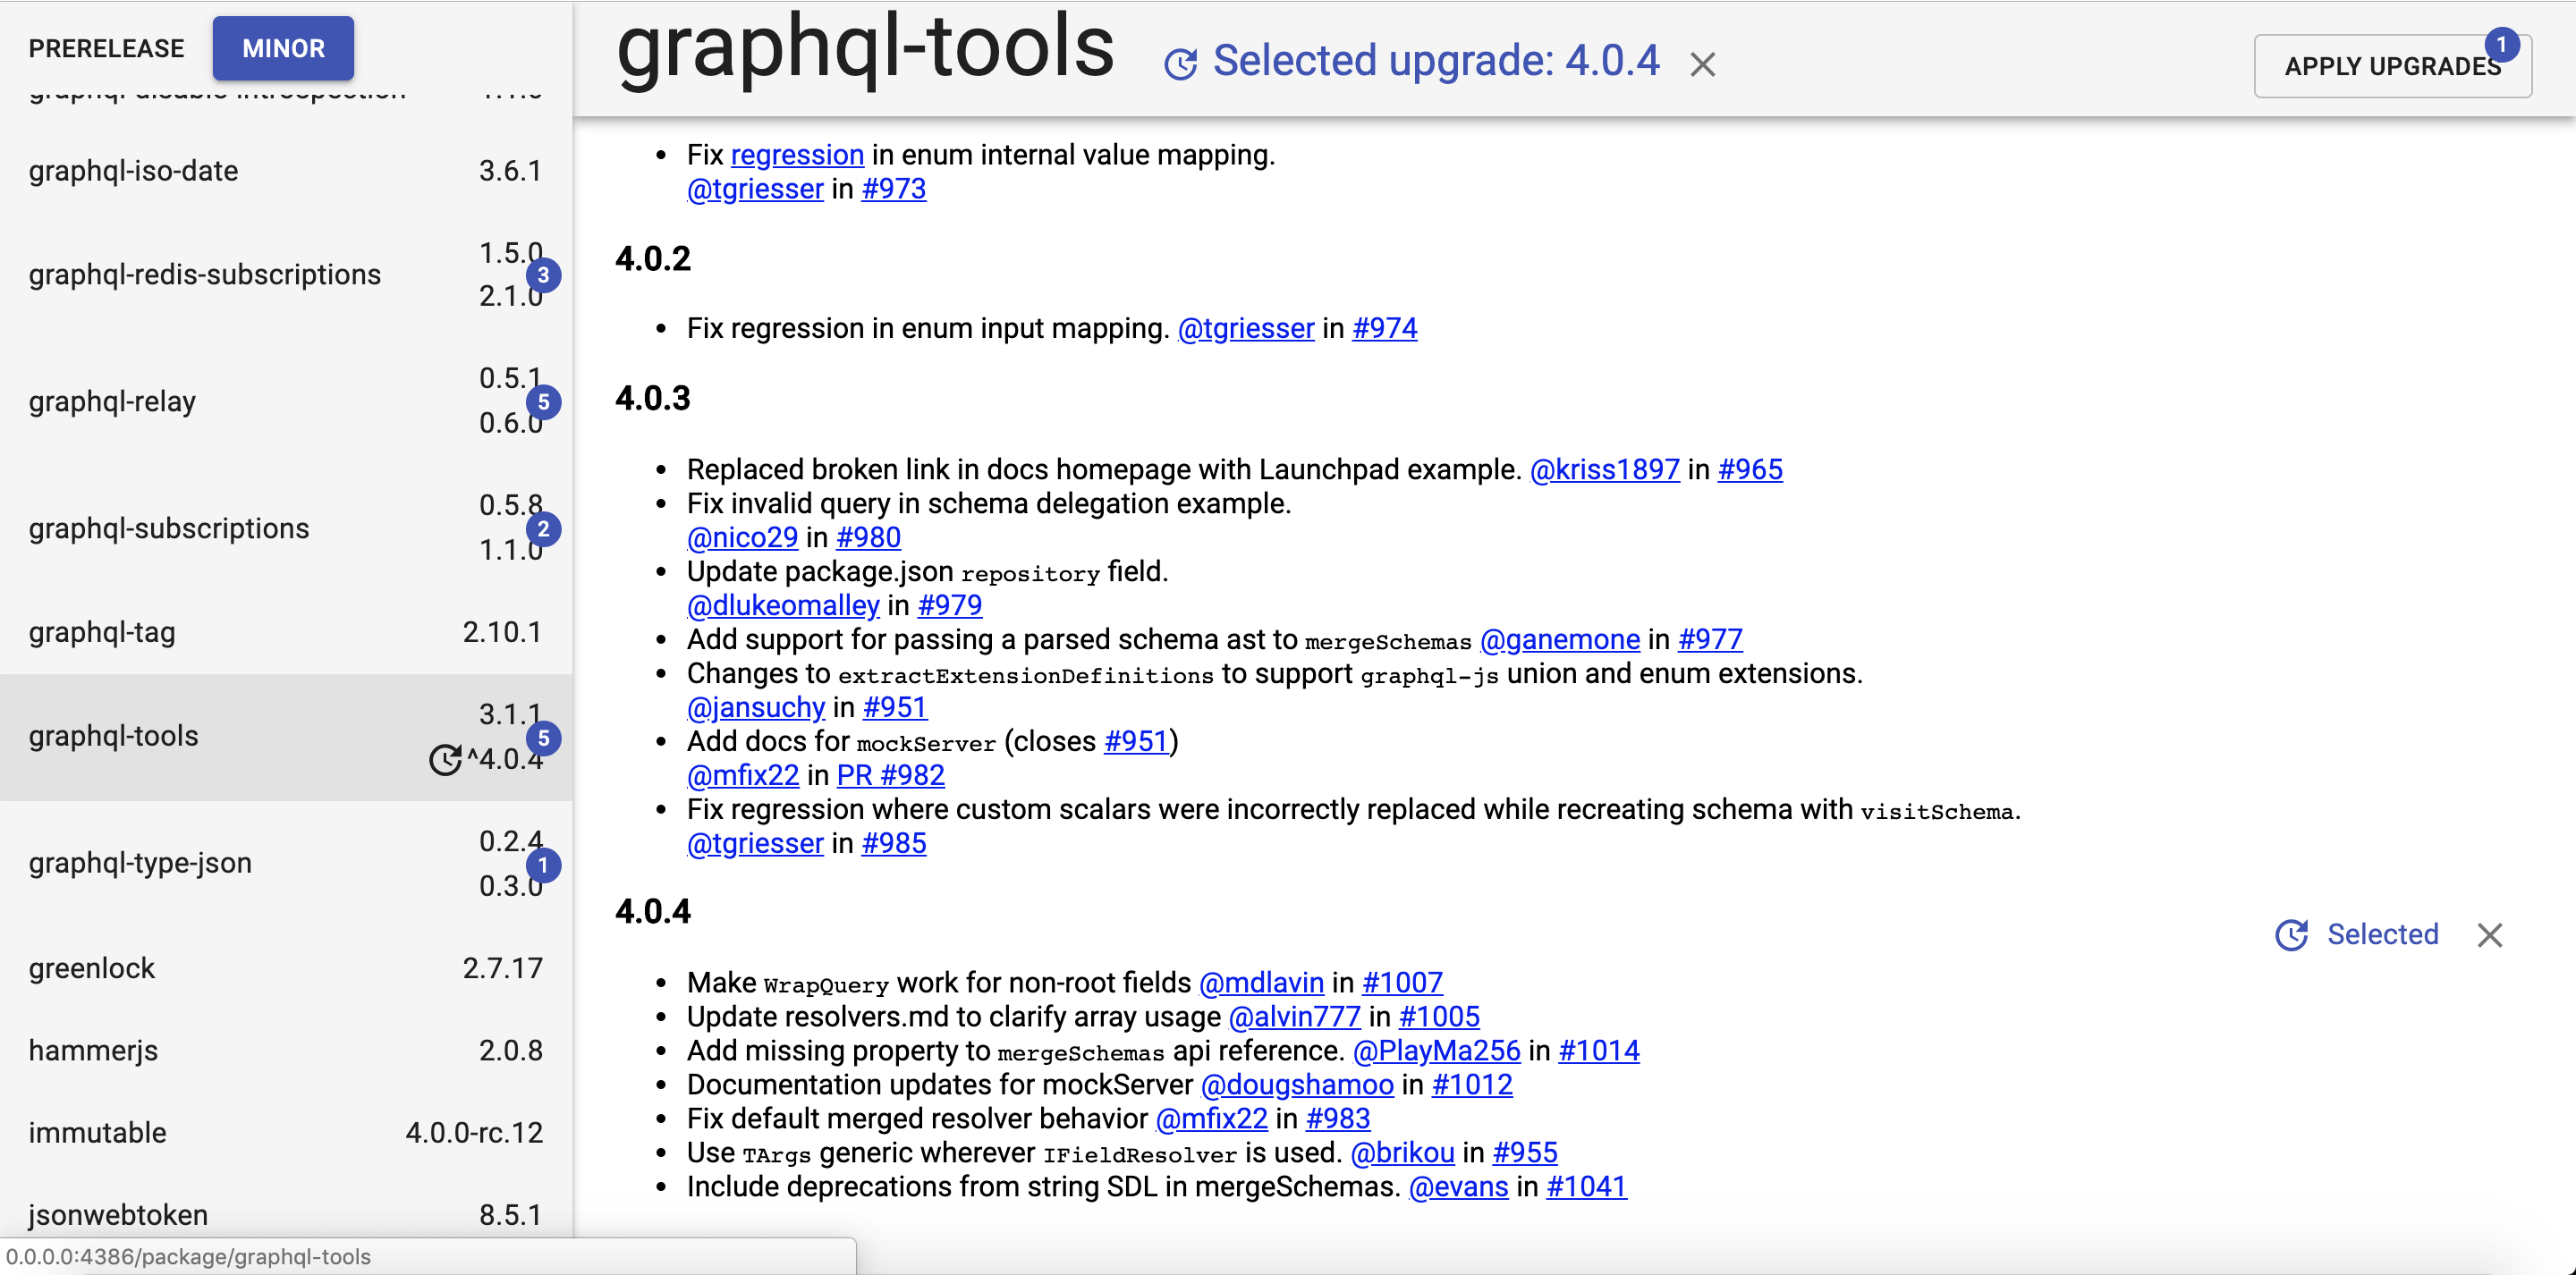 PRERELEASE
MINOR
graphql-disable-introspection
graphql-iso-date 3.6.1
graphql-redis-subscriptions 1.5.0
2.1.0
3
graphql-relay 0.5.1
0.6.0
5
graphql-subscriptions 0.5.8
1.1.0
2
graphql-tag 2.10.1
graphql-tools 3.1.1
^4.0.4
5
graphql-type-json 0.2.4
0.3.0
1
greenlock 2.7.17
hammerjs 2.0.8
immutable 4.0.0-rc.12
jsonwebtoken 8.5.1
0.0.0.0:4386/package/graphql-tools
graphql-tools
Selected upgrade: 4.0.4
APPLY UPGRADES
1
• Fix regression in enum internal value mapping.
@tgriesser in #973
4.0.2
• Fix regression in enum input mapping. @tgriesser in #974
4.0.3
• Replaced broken link in docs homepage with Launchpad example. @kriss1897 in #965
• Fix invalid query in schema delegation example.
@nico29 in #980
• Update package.json repository field.
@dlukeomalley in #979
• Add support for passing a parsed schema ast to mergeSchemas @ganemone in #977
• Changes to extractExtensionDefinitions to support graphql-js union and enum extensions.
@jansuchy in #951
• Add docs for mockServer (closes #951)
@mfix22 in PR #982
• Fix regression where custom scalars were incorrectly replaced while recreating schema with visitSchema.
@tgriesser in #985
4.0.4
Selected
• Make WrapQuery work for non-root fields @mdlavin in #1007
• Update resolvers.md to clarify array usage @alvin777 in #1005
• Add missing property to mergeSchemas api reference. @PlayMa256 in #1014
• Documentation updates for mockServer @dougshamoo in #1012
• Fix default merged resolver behavior @mfix22 in #983
• Use TArgs generic wherever IFieldResolver is used. @brikou in #955
• Include deprecations from string SDL in mergeSchemas. @evans in #1041